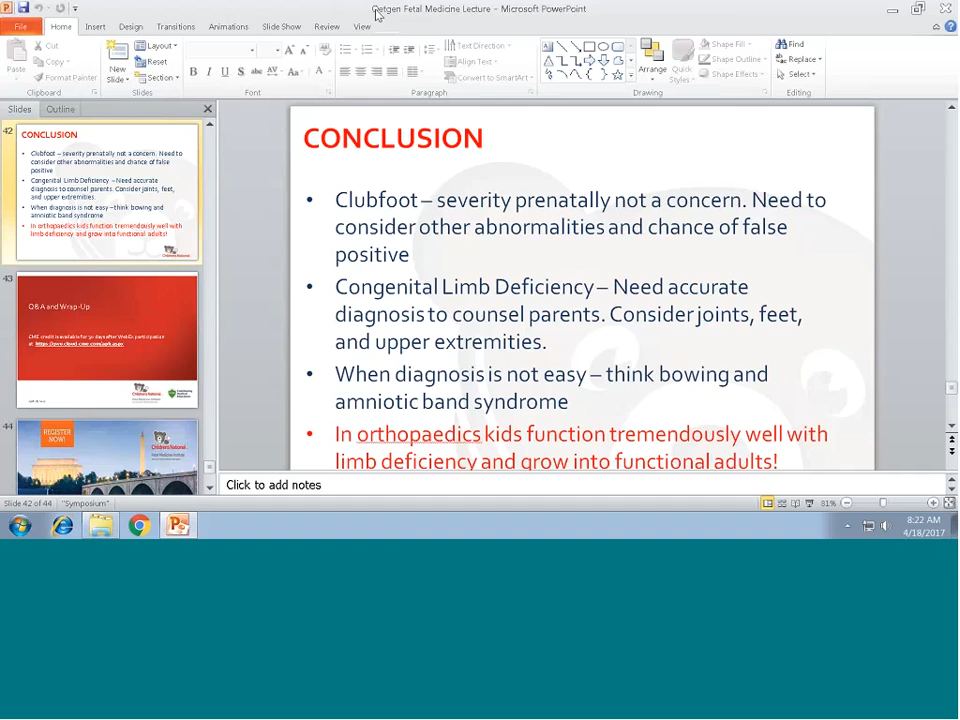 Oetgen Fetal Medicine Lecture - Microsoft PowerPoint
File Home Insert Design Transitions Animations Slide Show Review View
Cut
Copy
Paste
Format Painter
Clipboard
New
Slide
Layout
Reset
Section
Slides
Font
Text Direction
Align Text
Convert to SmartArt
Paragraph
Arrange
Quick
Styles
Shape Fill
Shape Outline
Shape Effects
Drawing
Find
Replace
Select
Editing
Slides Outline
42
CONCLUSION
Clubfoot – severity prenatally not a concern. Need to
consider other abnormalities and chance of false
positive
Congenital Limb Deficiency – Need accurate
diagnosis to counsel parents. Consider joints, feet,
and upper extremities.
When diagnosis is not easy – think bowing and
amniotic band syndrome
In orthopaedics kids function tremendously well with
limb deficiency and grow into functional adults!
43
Q&A and Wrap-Up
CME credit is available for 30 days after WebEx participation
44
REGISTER
NOW!
CONCLUSION
• Clubfoot – severity prenatally not a concern. Need to
consider other abnormalities and chance of false
positive
• Congenital Limb Deficiency – Need accurate
diagnosis to counsel parents. Consider joints, feet,
and upper extremities.
• When diagnosis is not easy – think bowing and
amniotic band syndrome
• In orthopaedics kids function tremendously well with
limb deficiency and grow into functional adults!
Click to add notes
Slide 42 of 44 "Symposium" 81%
8:22 AM
4/18/2017